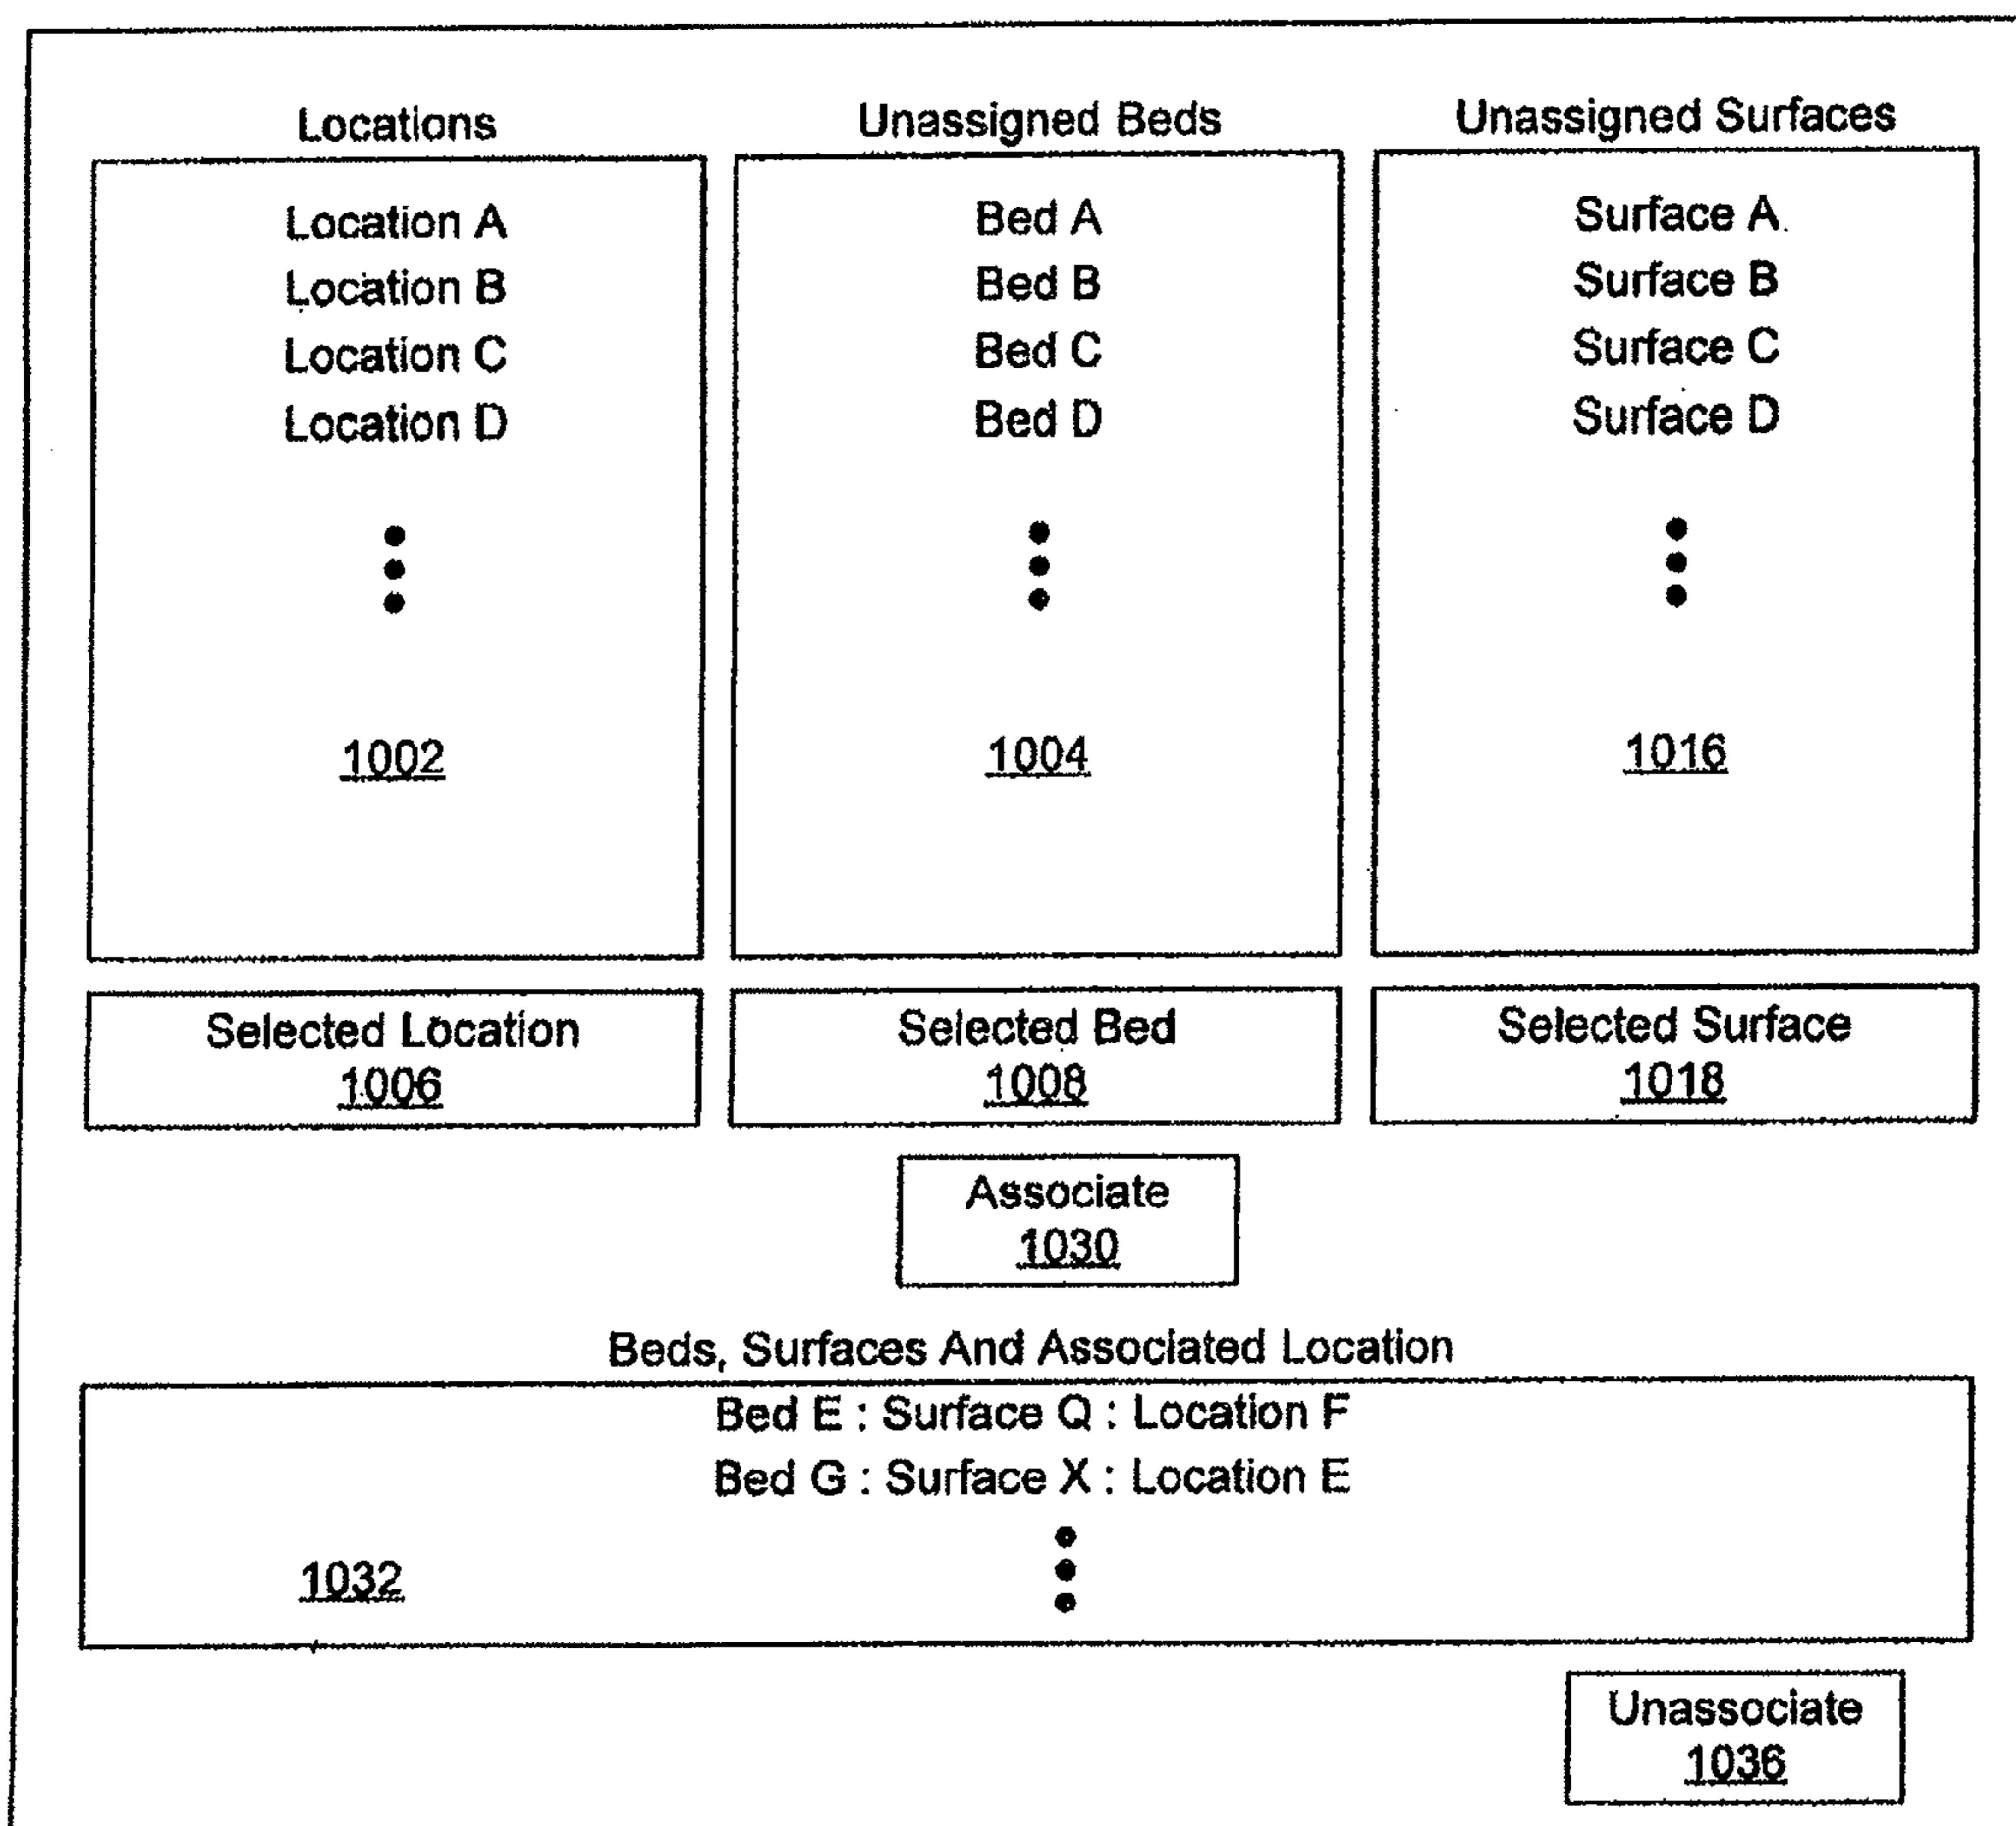 Locations
Unassigned Beds
Unassigned Surfaces
Location A
Location B
Location C
Location D
1002
Bed A
Bed B
Bed C
Bed D
1004
Surface A
Surface B
Surface C
Surface D
1016
Selected Location
1006
Selected Bed
1008
Selected Surface
1018
Associate
1030
Beds, Surfaces And Associated Location
Bed E : Surface Q : Location F
Bed G : Surface X : Location E
1032
Unassociate
1036